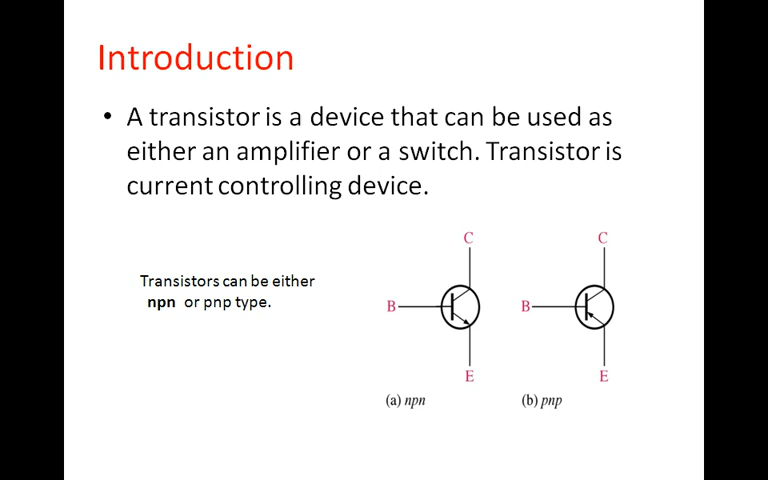 Introduction
• A transistor is a device that can be used as
either an amplifier or a switch. Transistor is
current controlling device.
Transistors can be either
npn or pnp type.
C
B
E
(a) npn
C
B
E
(b) pnp